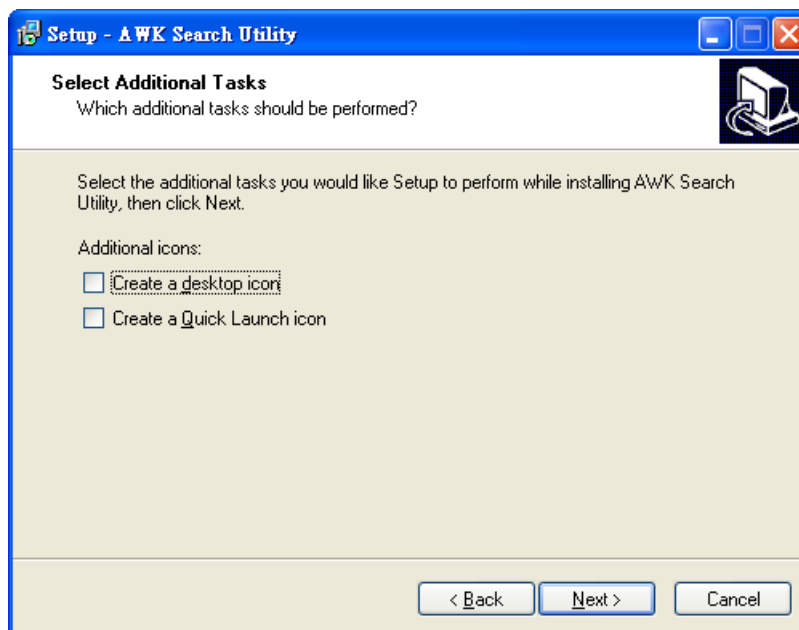 Setup - AWK Search Utility
Select Additional Tasks
Which additional tasks should be performed?
Select the additional tasks you would like Setup to perform while installing AWK Search
Utility, then click Next.
Additional icons:
Create a desktop icon
Create a Quick Launch icon
< Back
Next >
Cancel